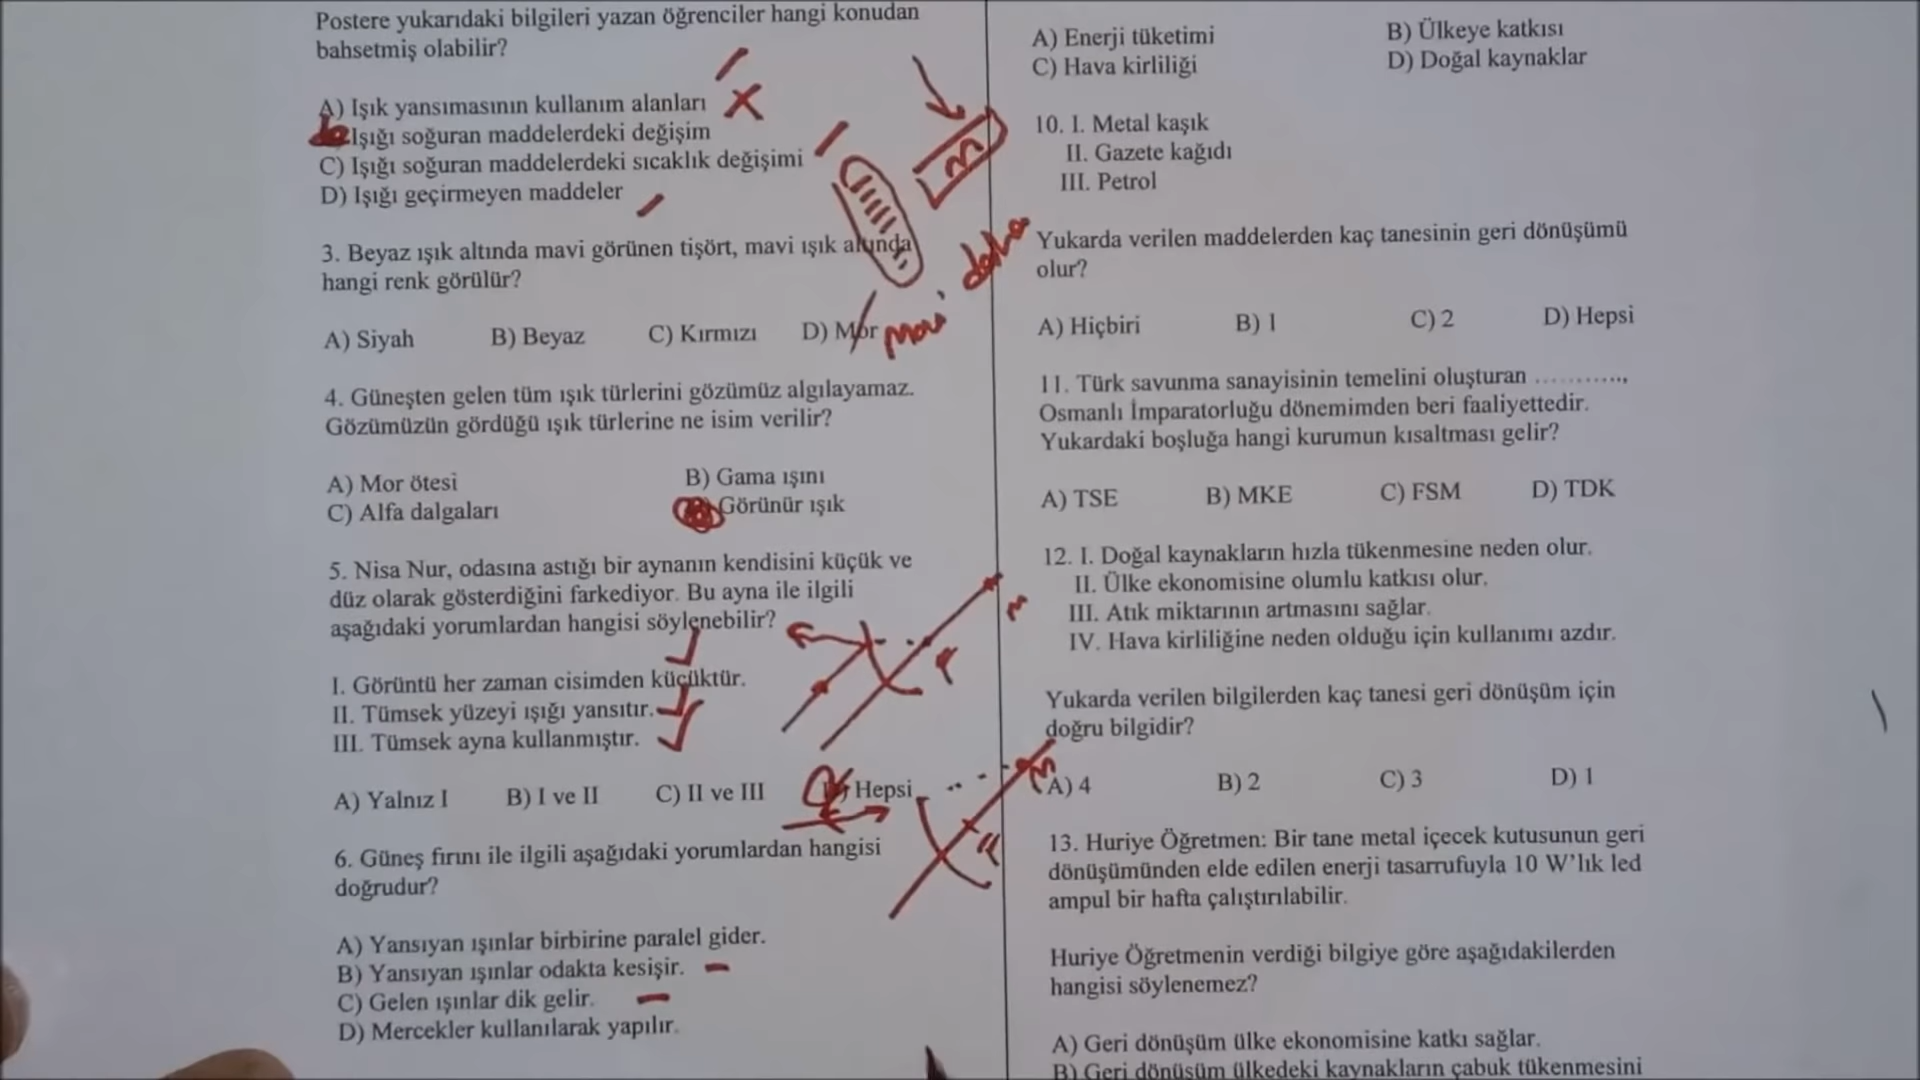 Postere yukarıdaki bilgileri yazan öğrenciler hangi konudan
bahsetmiş olabilir?
A) Işık yansımasının kullanım alanları
Işığı soğuran maddelerdeki değişim
C) Işığı soğuran maddelerdeki sıcaklık değişimi
D) Işığı geçirmeyen maddeler
3. Beyaz ışık altında mavi görünen tişört, mavi ışık altında
hangi renk görülür?
A) Siyah B) Beyaz C) Kırmızı D) Mor mavi daha
4. Güneşten gelen tüm ışık türlerini gözümüz algılayamaz.
Gözümüzün gördüğü ışık türlerine ne isim verilir?
A) Mor ötesi B) Gama ışını
C) Alfa dalgaları Görünür ışık
5. Nisa Nur, odasına astığı bir aynanın kendisini küçük ve
düz olarak gösterdiğini farkediyor. Bu ayna ile ilgili
aşağıdaki yorumlardan hangisi söylenebilir?
I. Görüntü her zaman cisimden küçüktür.
II. Tümsek yüzeyi ışığı yansıtır.
III. Tümsek ayna kullanmıştır.
A) Yalnız I B) I ve II C) II ve III Hepsi
6. Güneş fırını ile ilgili aşağıdaki yorumlardan hangisi
doğrudur?
A) Yansıyan ışınlar birbirine paralel gider.
B) Yansıyan ışınlar odakta kesişir.
C) Gelen ışınlar dik gelir.
D) Mercekler kullanılarak yapılır.
A) Enerji tüketimi B) Ülkeye katkısı
C) Hava kirliliği D) Doğal kaynaklar
10. I. Metal kaşık
II. Gazete kağıdı
III. Petrol
Yukarda verilen maddelerden kaç tanesinin geri dönüşümü
olur?
A) Hiçbiri B) 1 C) 2 D) Hepsi
11. Türk savunma sanayisinin temelini oluşturan ...........,
Osmanlı İmparatorluğu dönemimden beri faaliyettedir.
Yukardaki boşluğa hangi kurumun kısaltması gelir?
A) TSE B) MKE C) FSM D) TDK
12. I. Doğal kaynakların hızla tükenmesine neden olur.
II. Ülke ekonomisine olumlu katkısı olur.
III. Atık miktarının artmasını sağlar.
IV. Hava kirliliğine neden olduğu için kullanımı azdır.
Yukarda verilen bilgilerden kaç tanesi geri dönüşüm için
doğru bilgidir?
A) 4 B) 2 C) 3 D) 1
13. Huriye Öğretmen: Bir tane metal içecek kutusunun geri
dönüşümünden elde edilen enerji tasarrufuyla 10 W'lık led
ampul bir hafta çalıştırılabilir.
Huriye Öğretmenin verdiği bilgiye göre aşağıdakilerden
hangisi söylenemez?
A) Geri dönüşüm ülke ekonomisine katkı sağlar.
B) Geri dönüşüm ülkedeki kaynakların çabuk tükenmesini